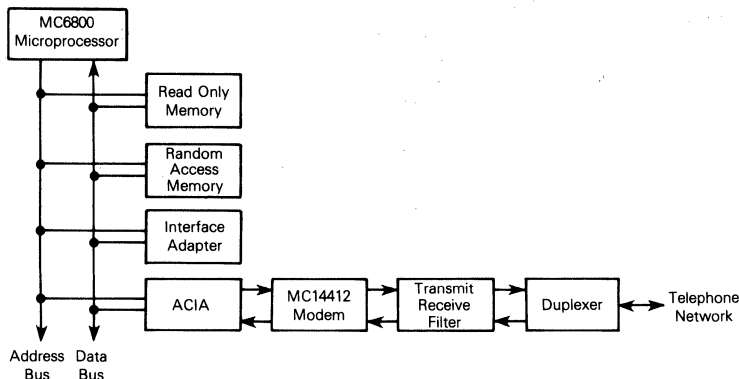 MC6800
Microprocessor
Read Only
Memory
Random
Access
Memory
Interface
Adapter
ACIA
MC14412
Modem
Transmit
Receive
Filter
Duplexer
Telephone
Network
Address
Bus
Data
Bus